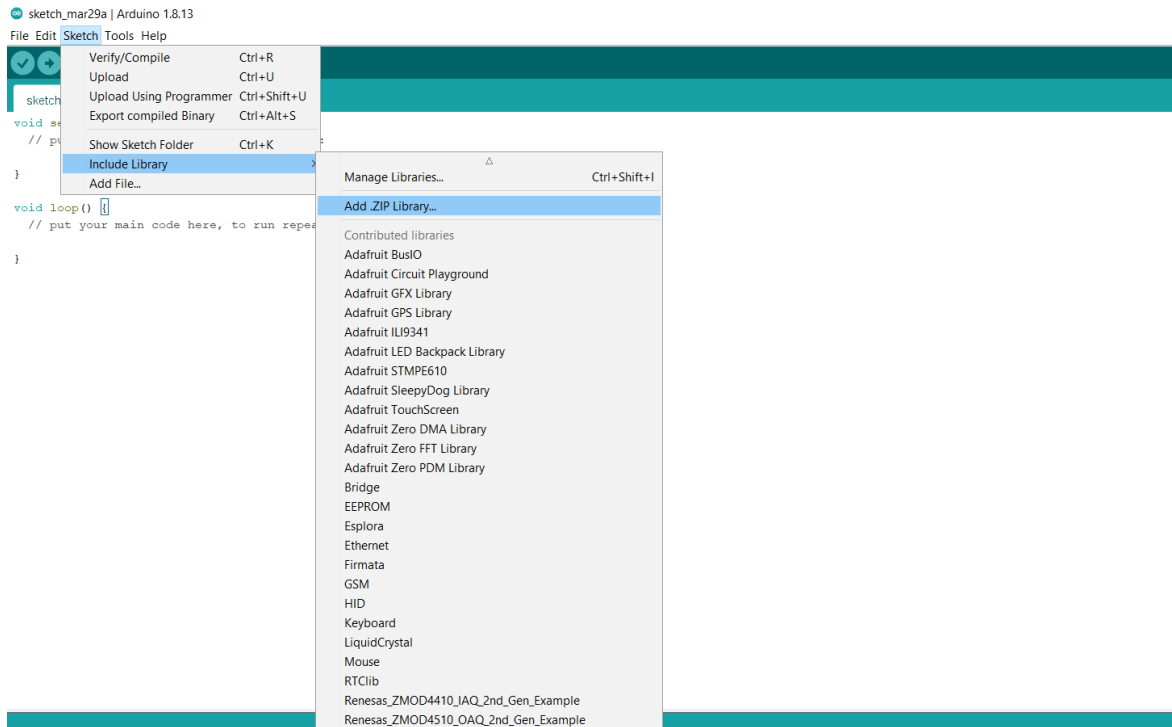 sketch_mar29a | Arduino 1.8.13
File Edit Sketch Tools Help
Verify/Compile Ctrl+R
Upload Ctrl+U
Upload Using Programmer Ctrl+Shift+U
Export compiled Binary Ctrl+Alt+S
Show Sketch Folder Ctrl+K
Include Library
Add File...
sketch
void
//
}
void loop() {
// put your main code here, to run
}
Manage Libraries... Ctrl+Shift+I
Add .ZIP Library...
Contributed libraries
Adafruit BusIO
Adafruit Circuit Playground
Adafruit GFX Library
Adafruit GPS Library
Adafruit ILI9341
Adafruit LED Backpack Library
Adafruit STMPE610
Adafruit SleepyDog Library
Adafruit TouchScreen
Adafruit Zero DMA Library
Adafruit Zero FFT Library
Adafruit Zero PDM Library
Bridge
EEPROM
Esplora
Ethernet
Firmata
GSM
HID
Keyboard
LiquidCrystal
Mouse
RTClib
Renesas_ZMOD4410_IAQ_2nd_Gen_Example
Renesas_ZMOD4510_OAQ_2nd_Gen_Example